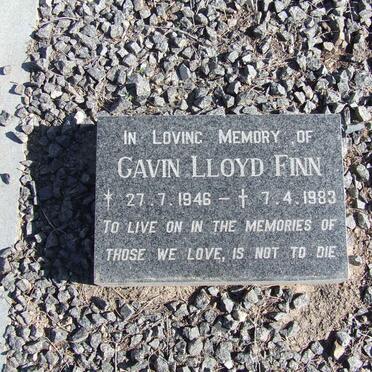 IN LOVING MEMORY OF
GAVIN LLOYD FINN
* 27.7.1946 – † 7.4.1983
TO LIVE ON IN THE MEMORIES OF
THOSE WE LOVE, IS NOT TO DIE